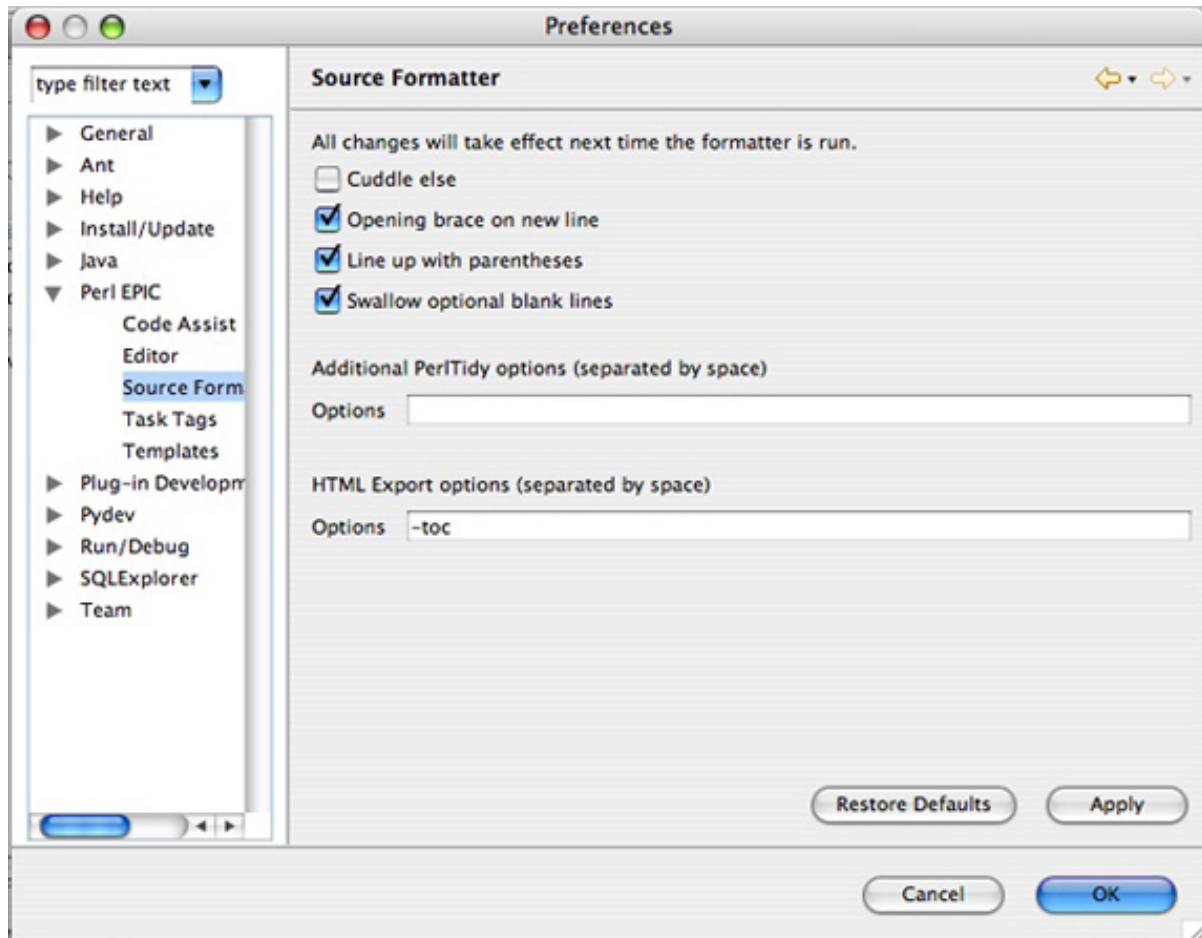 Preferences
type filter text
General
Ant
Help
Install/Update
Java
Perl EPIC
Code Assist
Editor
Source Form
Task Tags
Templates
Plug-in Developm
Pydev
Run/Debug
SQLExplorer
Team
Source Formatter
All changes will take effect next time the formatter is run.
Cuddle else
Opening brace on new line
Line up with parentheses
Swallow optional blank lines
Additional PerlTidy options (separated by space)
Options
HTML Export options (separated by space)
Options -toc
Restore Defaults Apply
Cancel OK